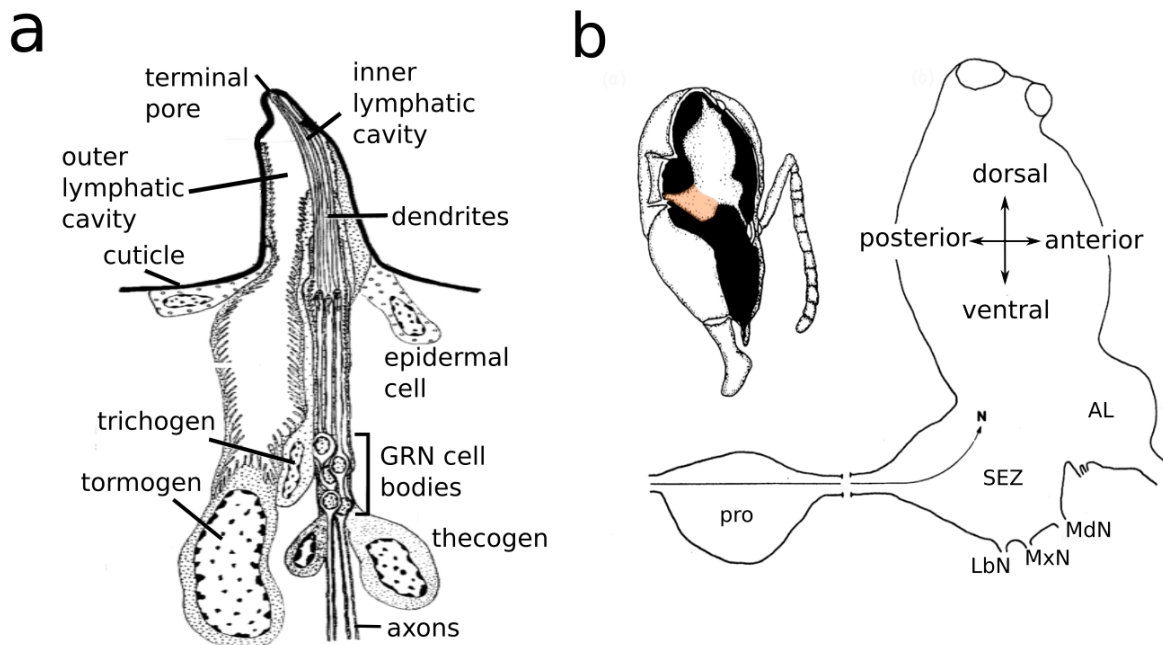 a
terminal
pore
inner
lymphatic
cavity
outer
lymphatic
cavity
dendrites
cuticle
epidermal
cell
trichogen
tormogen
GRN cell
bodies
thecogen
axons
b
(a)
(b)
dorsal
posterior
anterior
ventral
N
AL
SEZ
pro
MdN
MxN
LbN